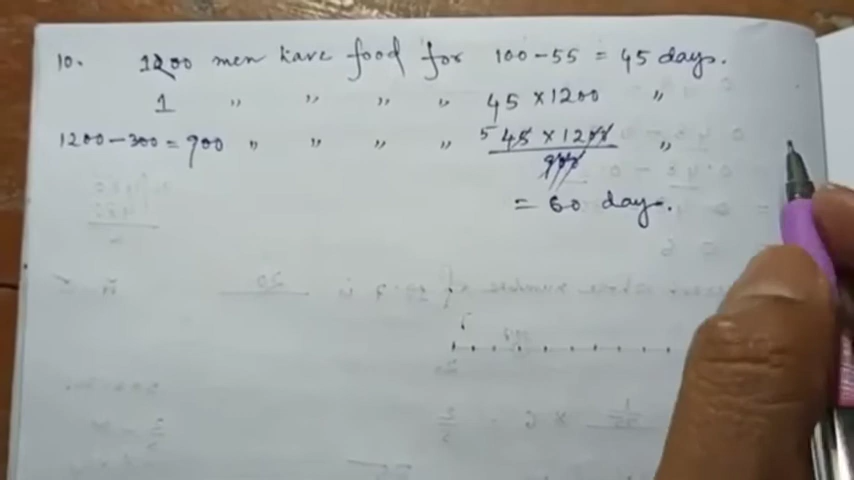 10. 1200 men have food for 100-55 = 45 days.
1 " " " " 45 × 1200 "
1200-300 = 900 " " " " 5 45 × 1200 / 900 "
= 60 days.